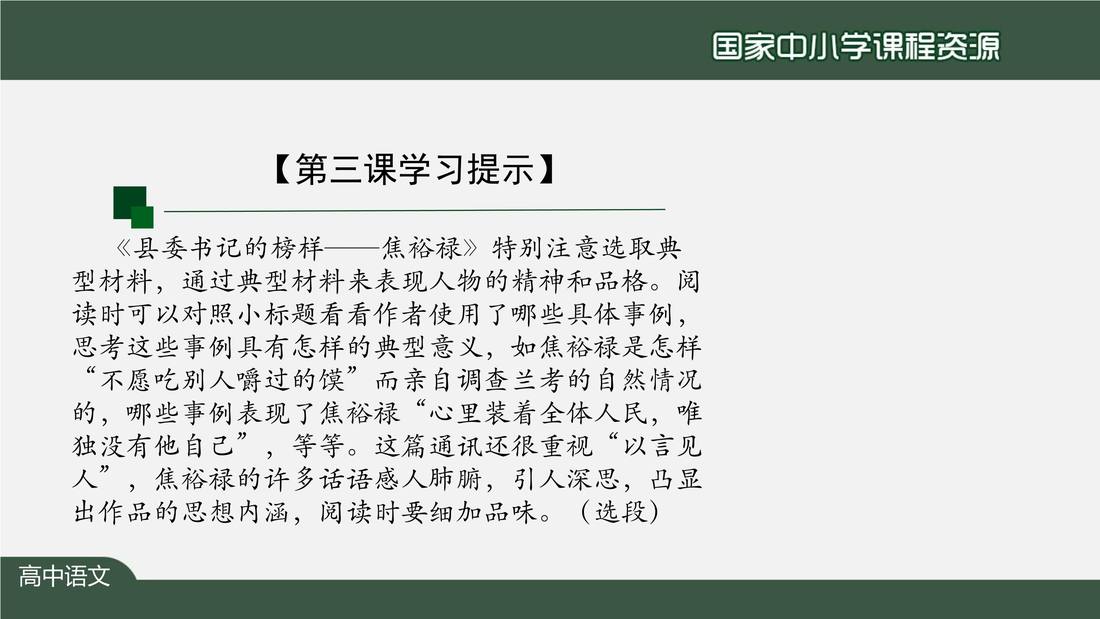 国家中小学课程资源
【第三课学习提示】
《县委书记的榜样——焦裕禄》特别注意选取典
型材料，通过典型材料来表现人物的精神和品格。阅
读时可以对照小标题看看作者使用了哪些具体事例，
思考这些事例具有怎样的典型意义，如焦裕禄是怎样
“不愿吃别人嚼过的馍”而亲自调查兰考的自然情况
的，哪些事例表现了焦裕禄“心里装着全体人民，唯
独没有他自己”，等等。这篇通讯还很重视“以言见
人”，焦裕禄的许多话语感人肺腑，引人深思，凸显
出作品的思想内涵，阅读时要细加品味。（选段）
高中语文